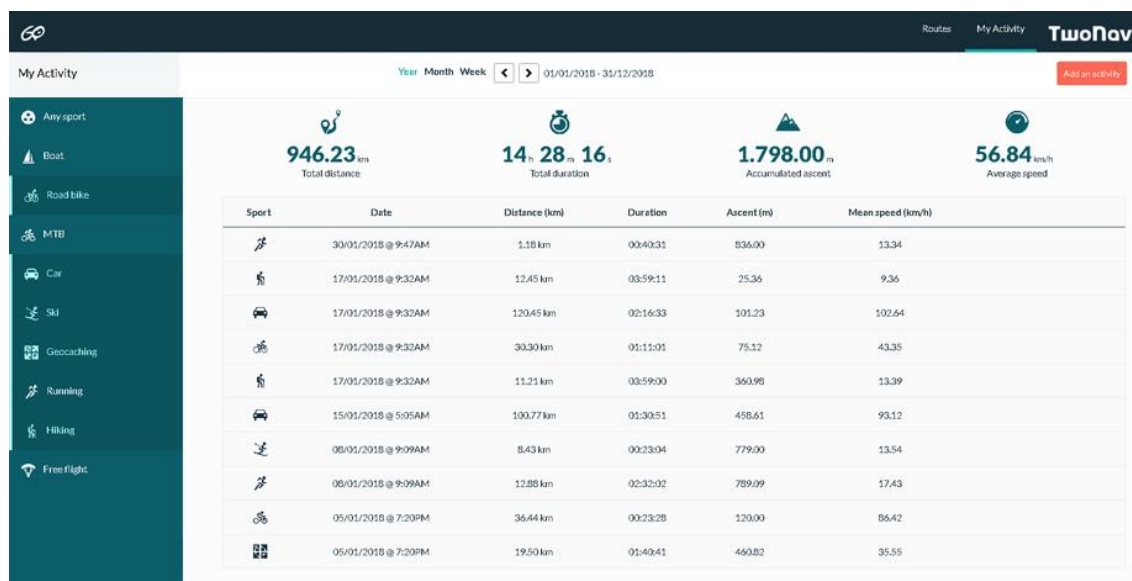 GO Routes My Activity TwoNav
My Activity Year Month Week 01/01/2018 - 31/12/2018 Add an activity
Any sport
Boat
Road bike
MTB
Car
Ski
Geocaching
Running
Hiking
Free flight
946.23 km 14 h 28 m 16 s 1.798.00 m 56.84 km/h
Total distance Total duration Accumulated ascent Average speed
Sport Date Distance (km) Duration Ascent (m) Mean speed (km/h)
30/01/2018 @ 9:47AM 1.18 km 00:40:31 836.00 13.34
17/01/2018 @ 9:32AM 12.45 km 03:59:11 25.36 9.36
17/01/2018 @ 9:32AM 120.45 km 02:16:33 101.23 102.64
17/01/2018 @ 9:32AM 30.30 km 01:11:01 75.12 43.35
17/01/2018 @ 9:32AM 11.21 km 03:59:00 360.98 13.39
15/01/2018 @ 5:05AM 100.77 km 01:30:51 458.61 93.12
08/01/2018 @ 9:09AM 8.43 km 00:23:04 779.00 13.54
08/01/2018 @ 9:09AM 12.88 km 02:32:02 789.09 17.43
05/01/2018 @ 7:20PM 36.44 km 00:23:28 120.00 86.42
05/01/2018 @ 7:20PM 19.50 km 01:40:41 460.82 35.55